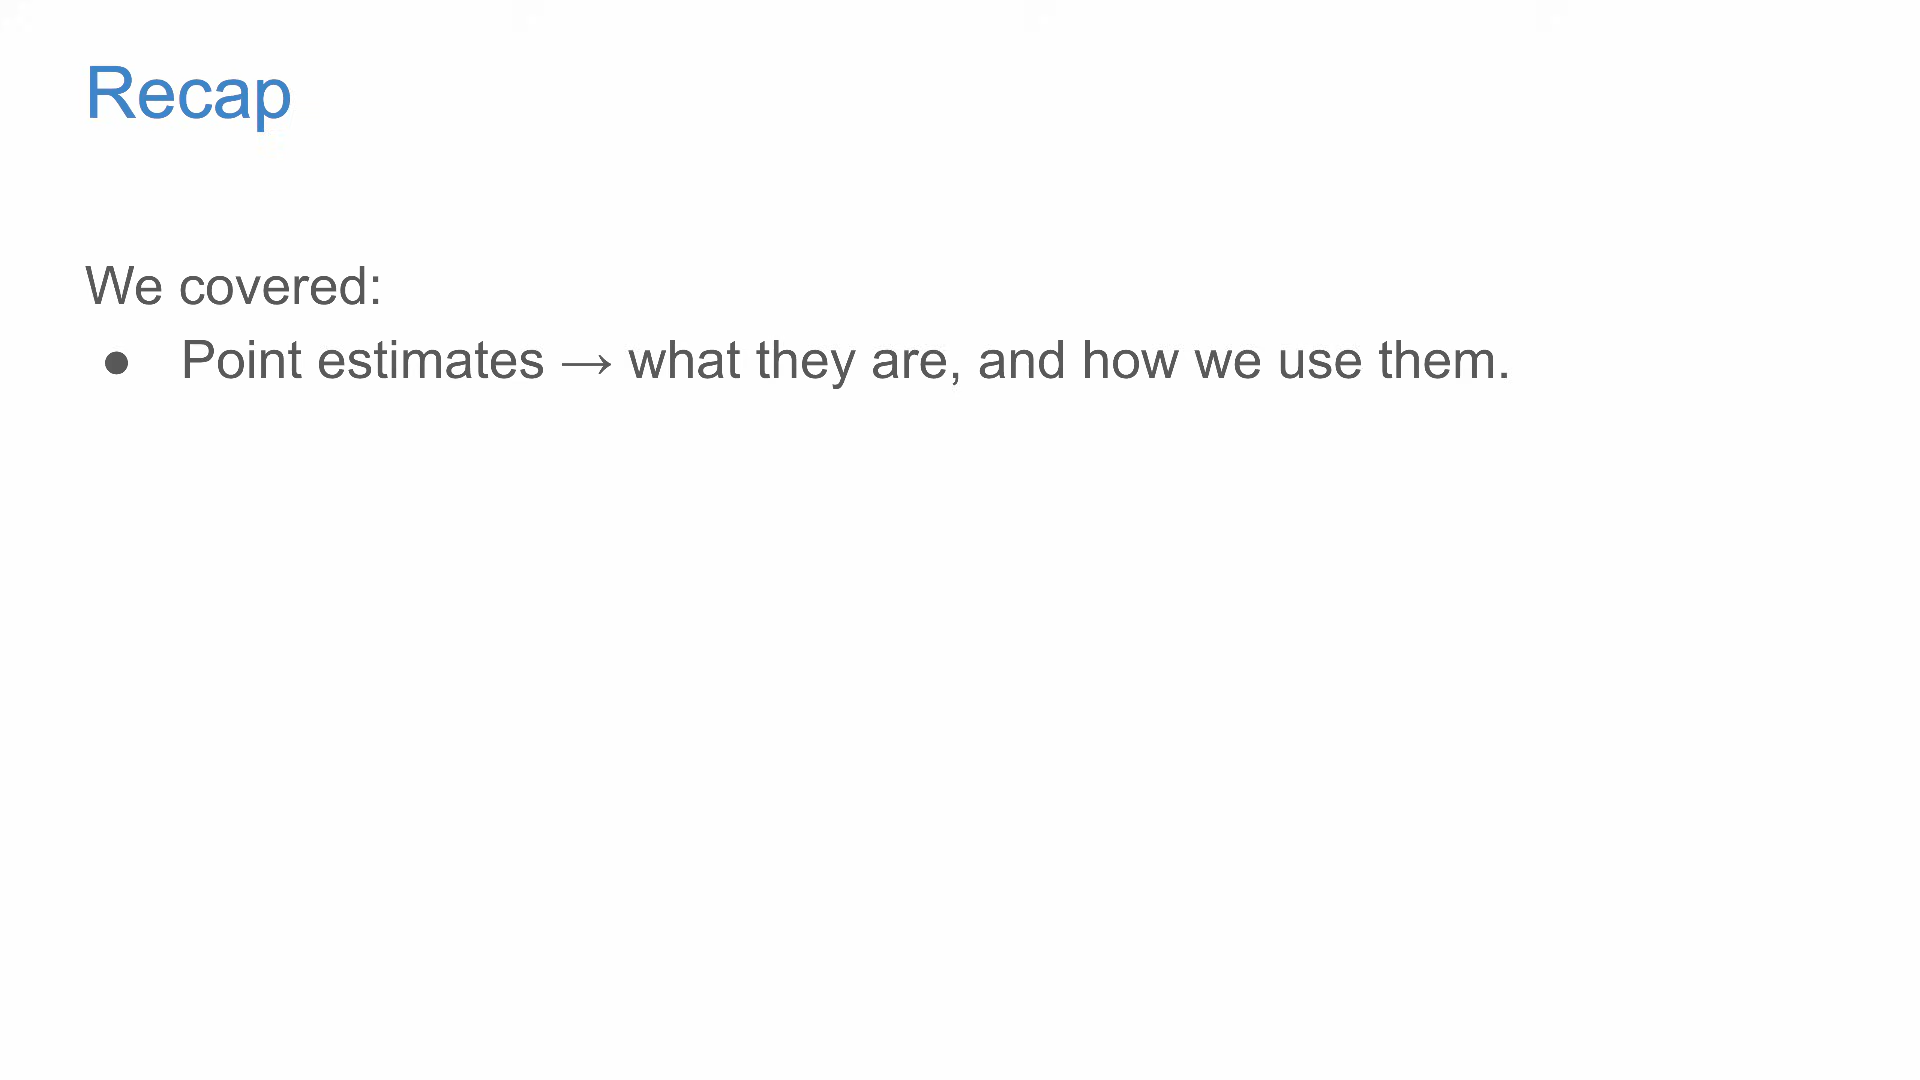 Recap
We covered:
● Point estimates → what they are, and how we use them.